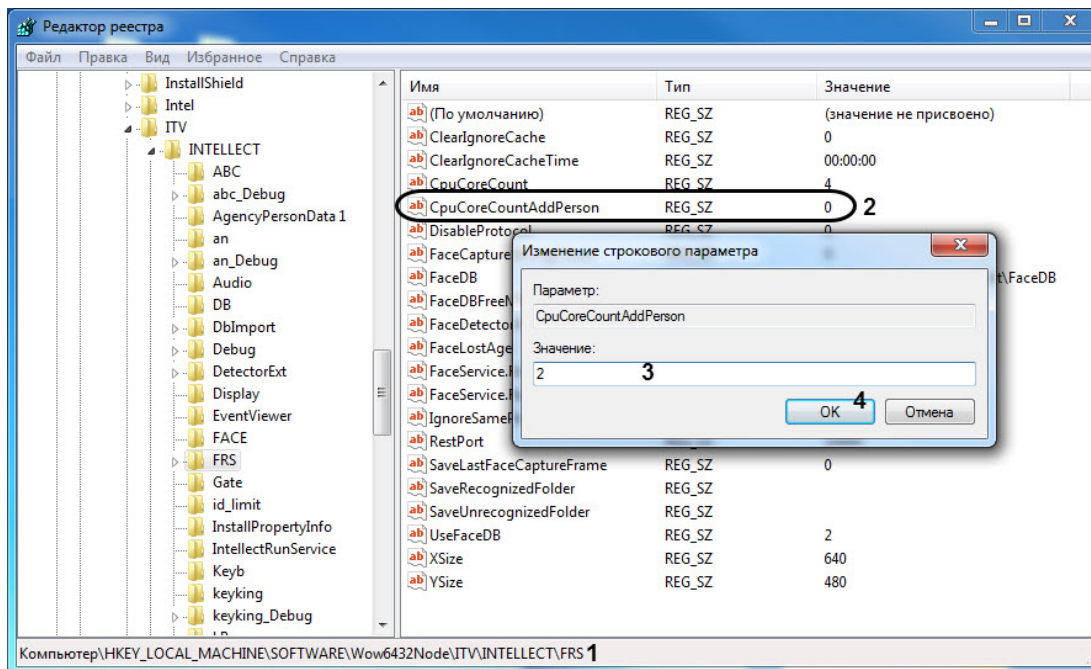 Редактор реестра
Файл Правка Вид Избранное Справка
InstallShield
Intel
ITV
INTELLECT
ABC
abc_Debug
AgencyPersonData 1
an
an_Debug
Audio
DB
DbImport
Debug
DetectorExt
Display
EventViewer
FACE
FRS
Gate
id_limit
InstallPropertyInfo
IntellectRunService
Keyb
keyking
keyking_Debug
Имя Тип Значение
(По умолчанию) REG_SZ (значение не присвоено)
ClearIgnoreCache REG_SZ 0
ClearIgnoreCacheTime REG_SZ 00:00:00
CpuCoreCount REG_SZ 4
CpuCoreCountAddPerson REG_SZ 0 2
DisableProtocol REG_SZ 0
FaceCapture
FaceDB t\FaceDB
FaceDBFree
FaceDetector
FaceLostAge
FaceService.
FaceService.
IgnoreSame
RestPort
SaveLastFaceCaptureFrame REG_SZ 0
SaveRecognizedFolder REG_SZ
SaveUnrecognizedFolder REG_SZ
UseFaceDB REG_SZ 2
XSize REG_SZ 640
YSize REG_SZ 480
Изменение строкового параметра
Параметр:
CpuCoreCountAddPerson
Значение:
2 3
OK 4 Отмена
Компьютер\HKEY_LOCAL_MACHINE\SOFTWARE\Wow6432Node\ITV\INTELLECT\FRS 1